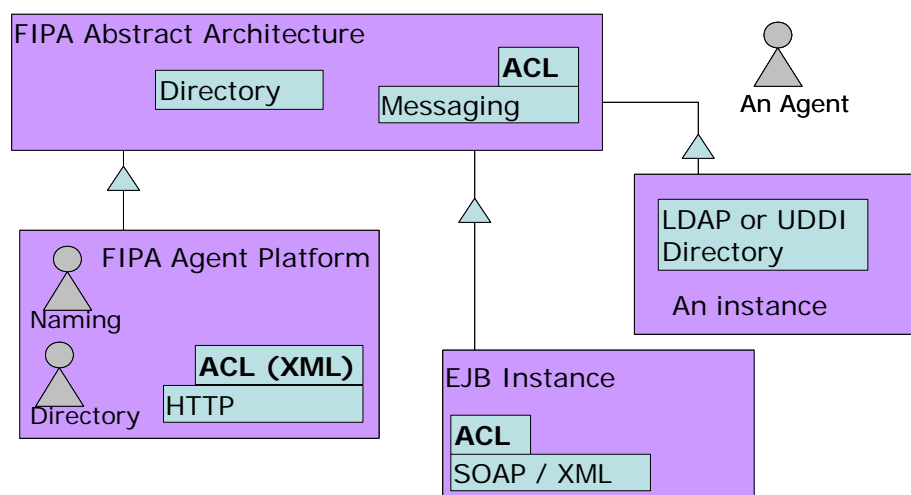 FIPA Abstract Architecture
Directory
ACL
Messaging
An Agent
FIPA Agent Platform
Naming
Directory
ACL (XML)
HTTP
EJB Instance
ACL
SOAP / XML
LDAP or UDDI
Directory
An instance